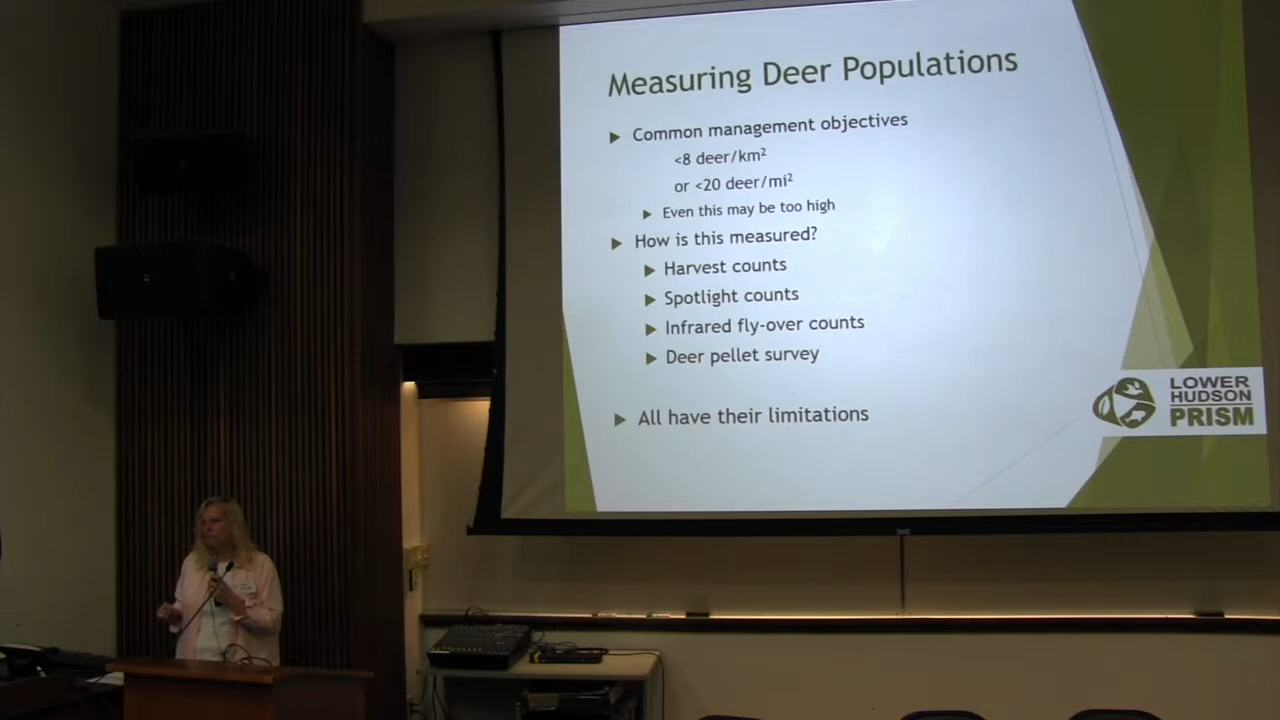 Measuring Deer Populations
Common management objectives
<8 deer/km²
or <20 deer/mi²
Even this may be too high
How is this measured?
Harvest counts
Spotlight counts
Infrared fly-over counts
Deer pellet survey
All have their limitations
LOWER
HUDSON
PRISM